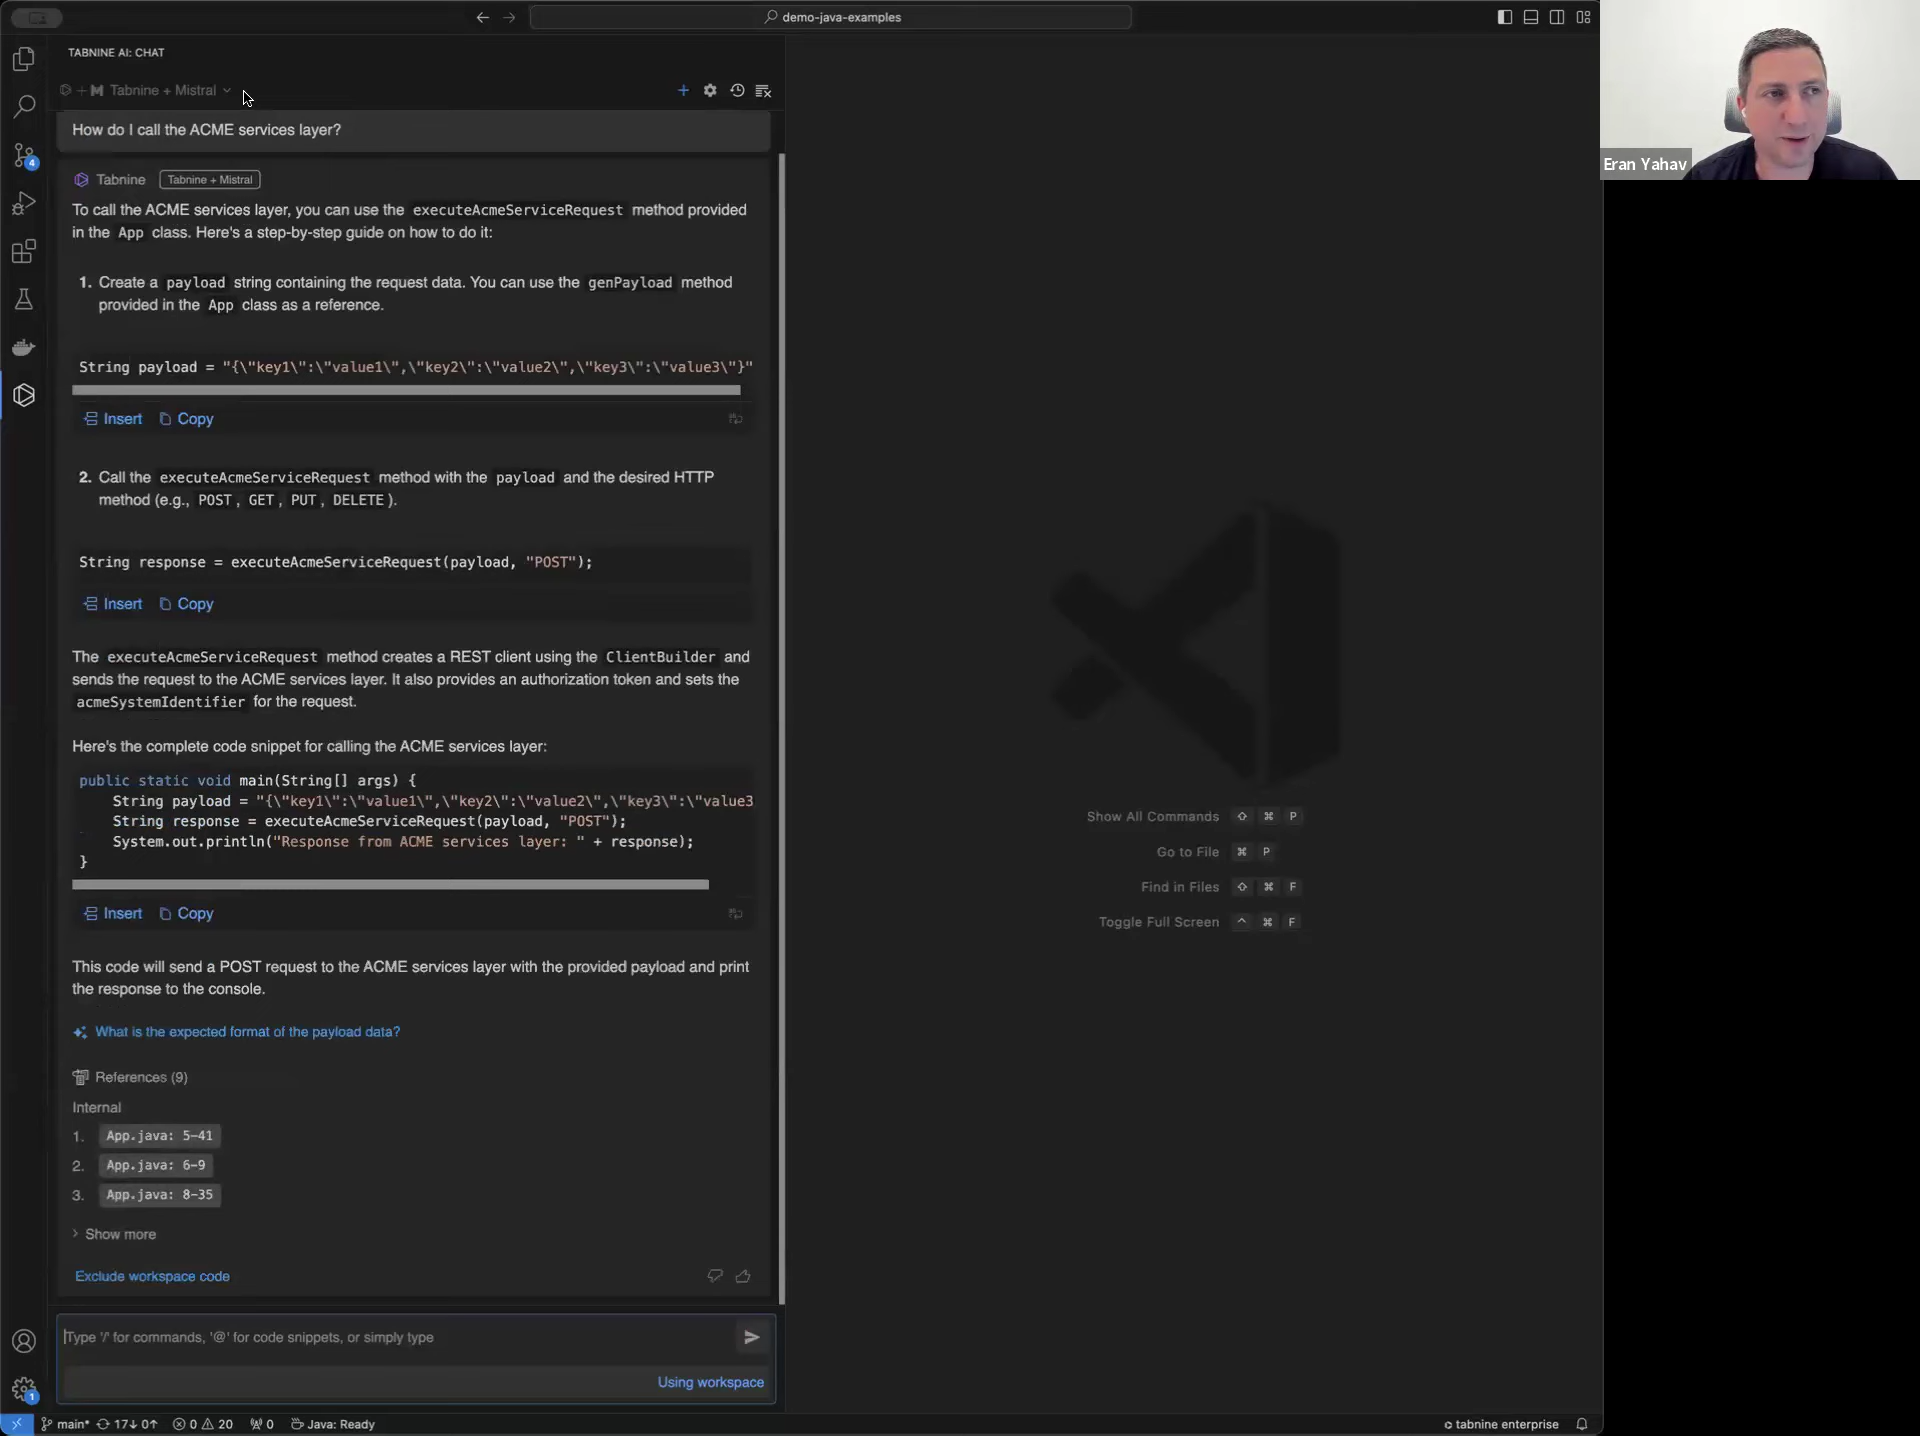 demo-java-examples
TABNINE AI: CHAT
Tabnine + Mistral
How do I call the ACME services layer?
Tabnine
Tabnine + Mistral
To call the ACME services layer, you can use the executeAcmeServiceRequest method provided
in the App class. Here's a step-by-step guide on how to do it:
1. Create a payload string containing the request data. You can use the genPayload method
provided in the App class as a reference.
String payload = "{\"key1\":\"value1\",\"key2\":\"value2\",\"key3\":\"value3\"}"
Insert Copy
2. Call the executeAcmeServiceRequest method with the payload and the desired HTTP
method (e.g., POST, GET, PUT, DELETE).
String response = executeAcmeServiceRequest(payload, "POST");
Insert Copy
The executeAcmeServiceRequest method creates a REST client using the ClientBuilder and
sends the request to the ACME services layer. It also provides an authorization token and sets the
acmeSystemIdentifier for the request.
Here's the complete code snippet for calling the ACME services layer:
public static void main(String[] args) {
String payload = "{\"key1\":\"value1\",\"key2\":\"value2\",\"key3\":\"value3
String response = executeAcmeServiceRequest(payload, "POST");
System.out.println("Response from ACME services layer: " + response);
}
Insert Copy
This code will send a POST request to the ACME services layer with the provided payload and print
the response to the console.
What is the expected format of the payload data?
References (9)
Internal
1. App.java: 5-41
2. App.java: 6-9
3. App.java: 8-35
Show more
Exclude workspace code
Type '/' for commands, '@' for code snippets, or simply type
Using workspace
4
1
main* 17↓ 0↑ 0 20 0 Java: Ready
tabnine enterprise
Show All Commands ⇧ ⌘ P
Go to File ⌘ P
Find in Files ⇧ ⌘ F
Toggle Full Screen ^ ⌘ F
Eran Yahav